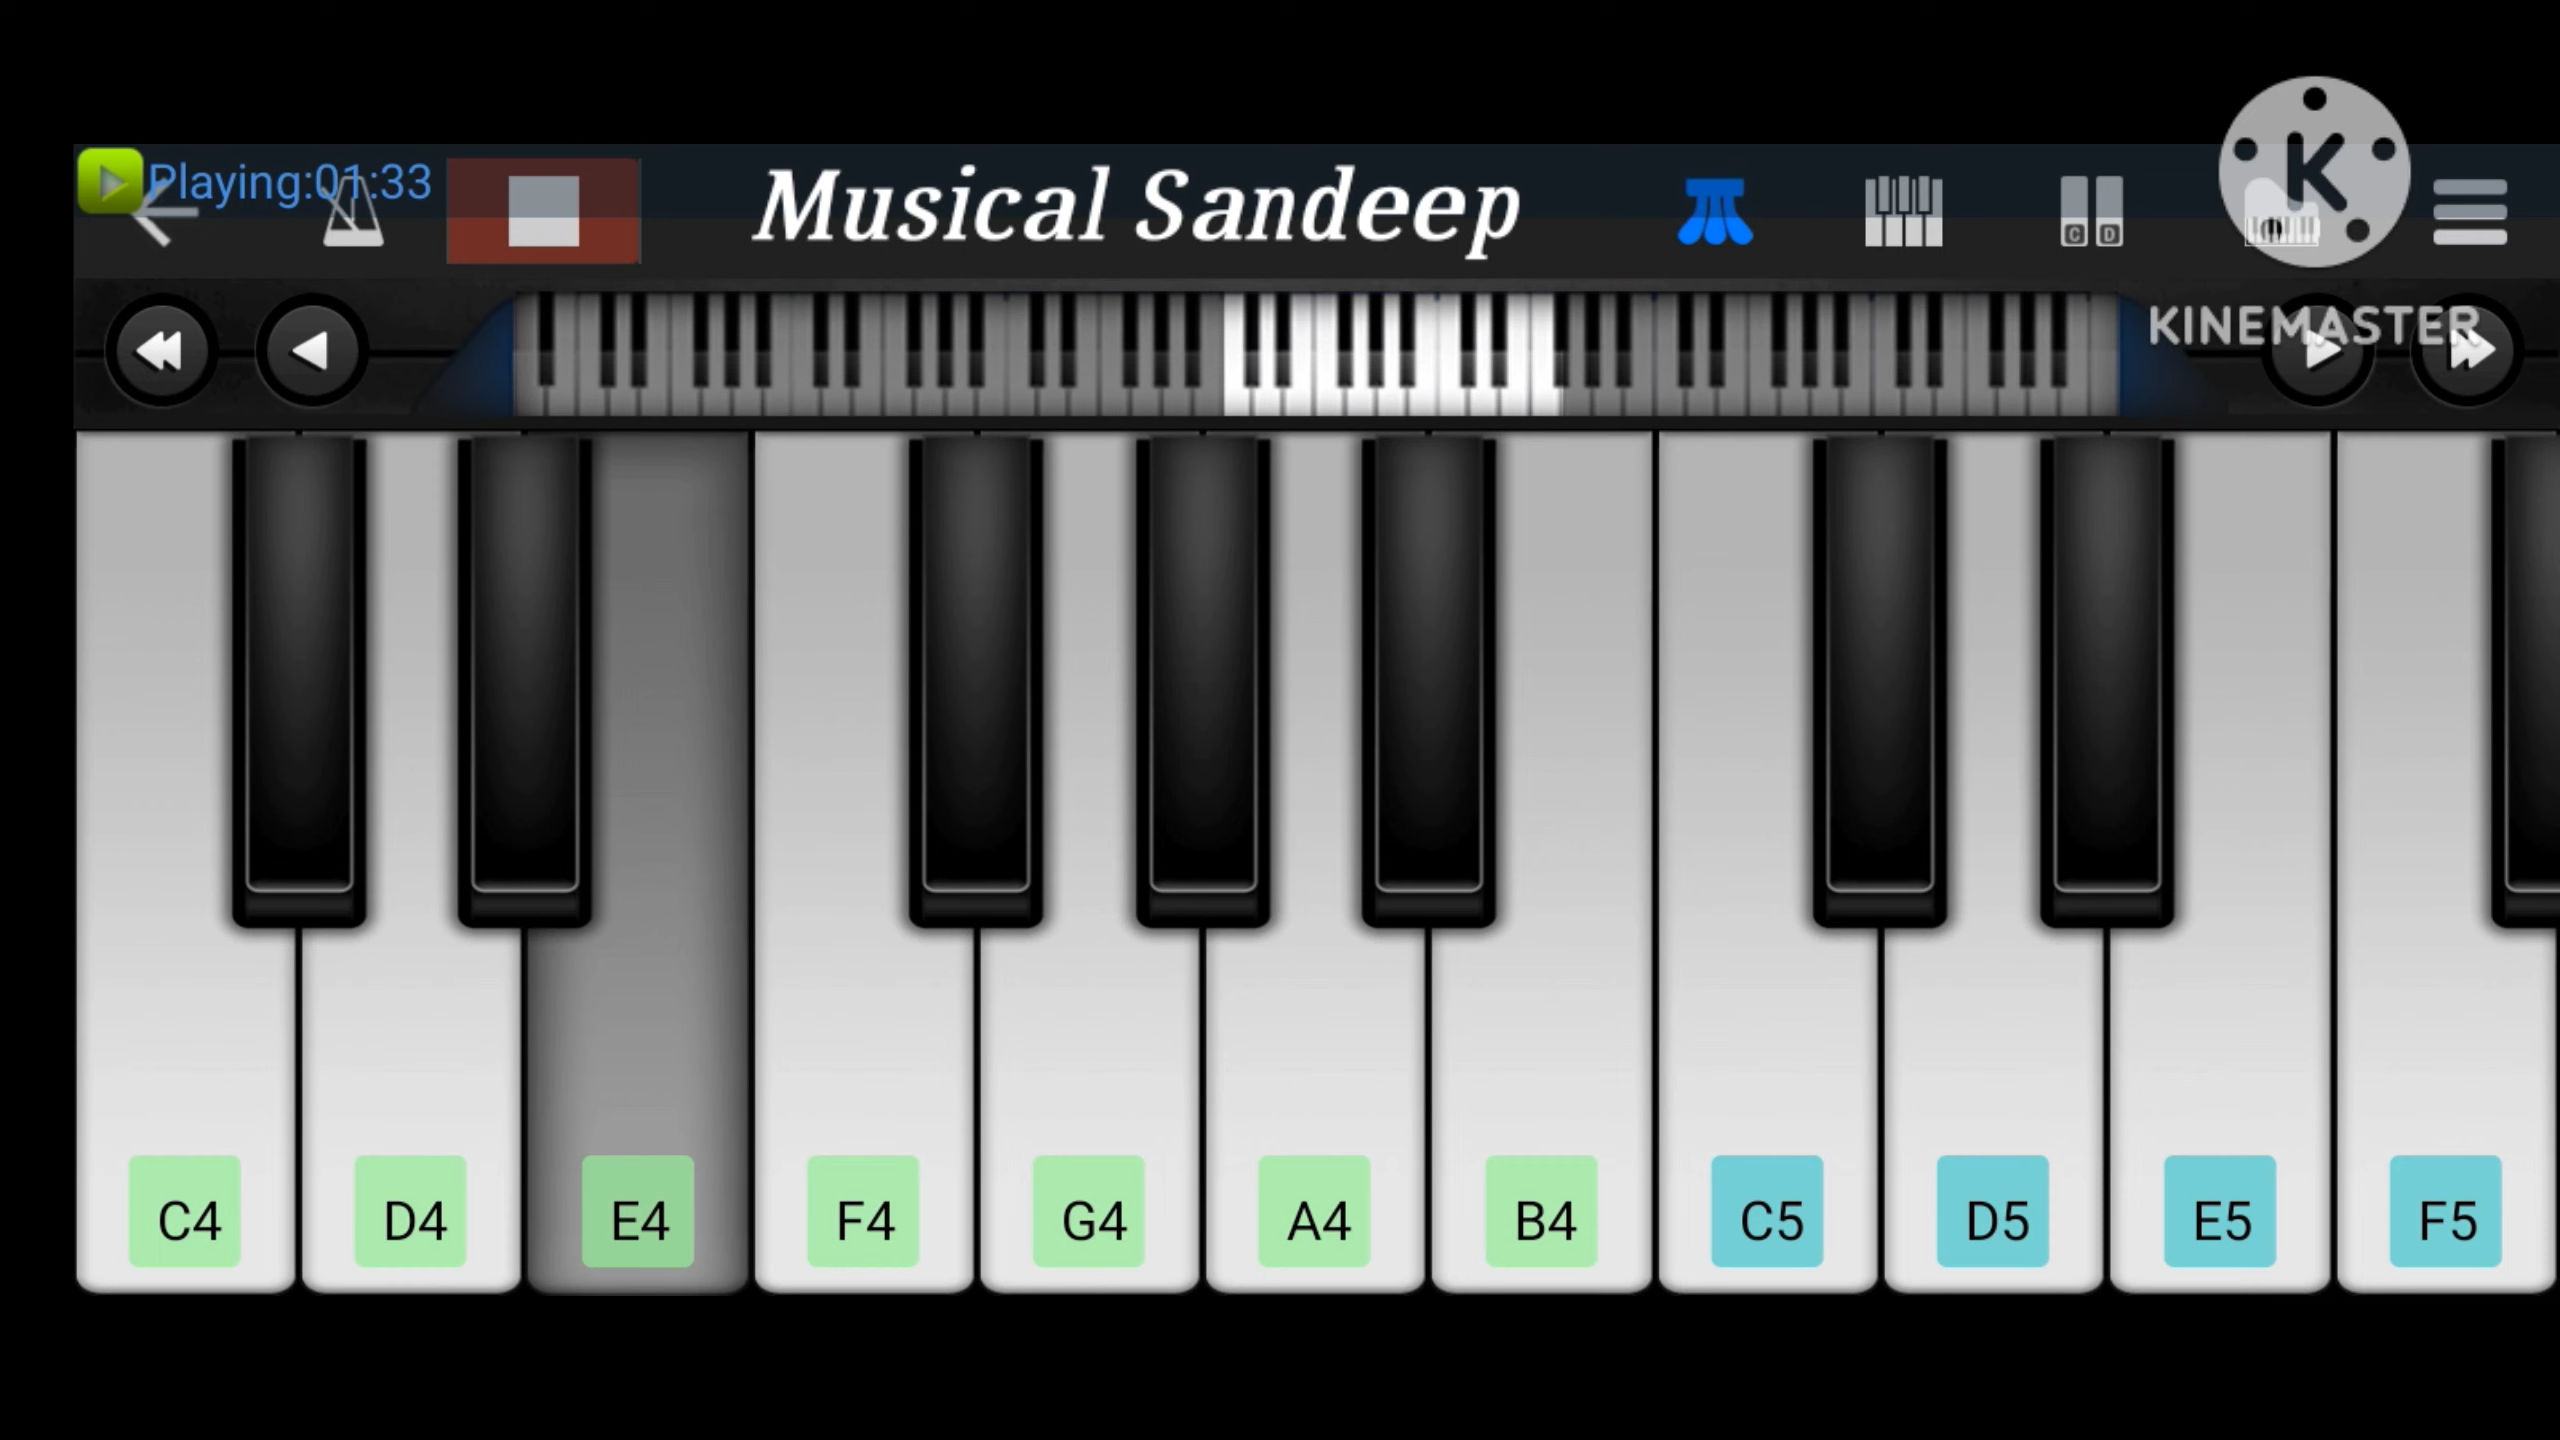 Playing:01:33
Musical Sandeep
K
C D
KINEMASTER
C4 D4 E4 F4 G4 A4 B4 C5 D5 E5 F5